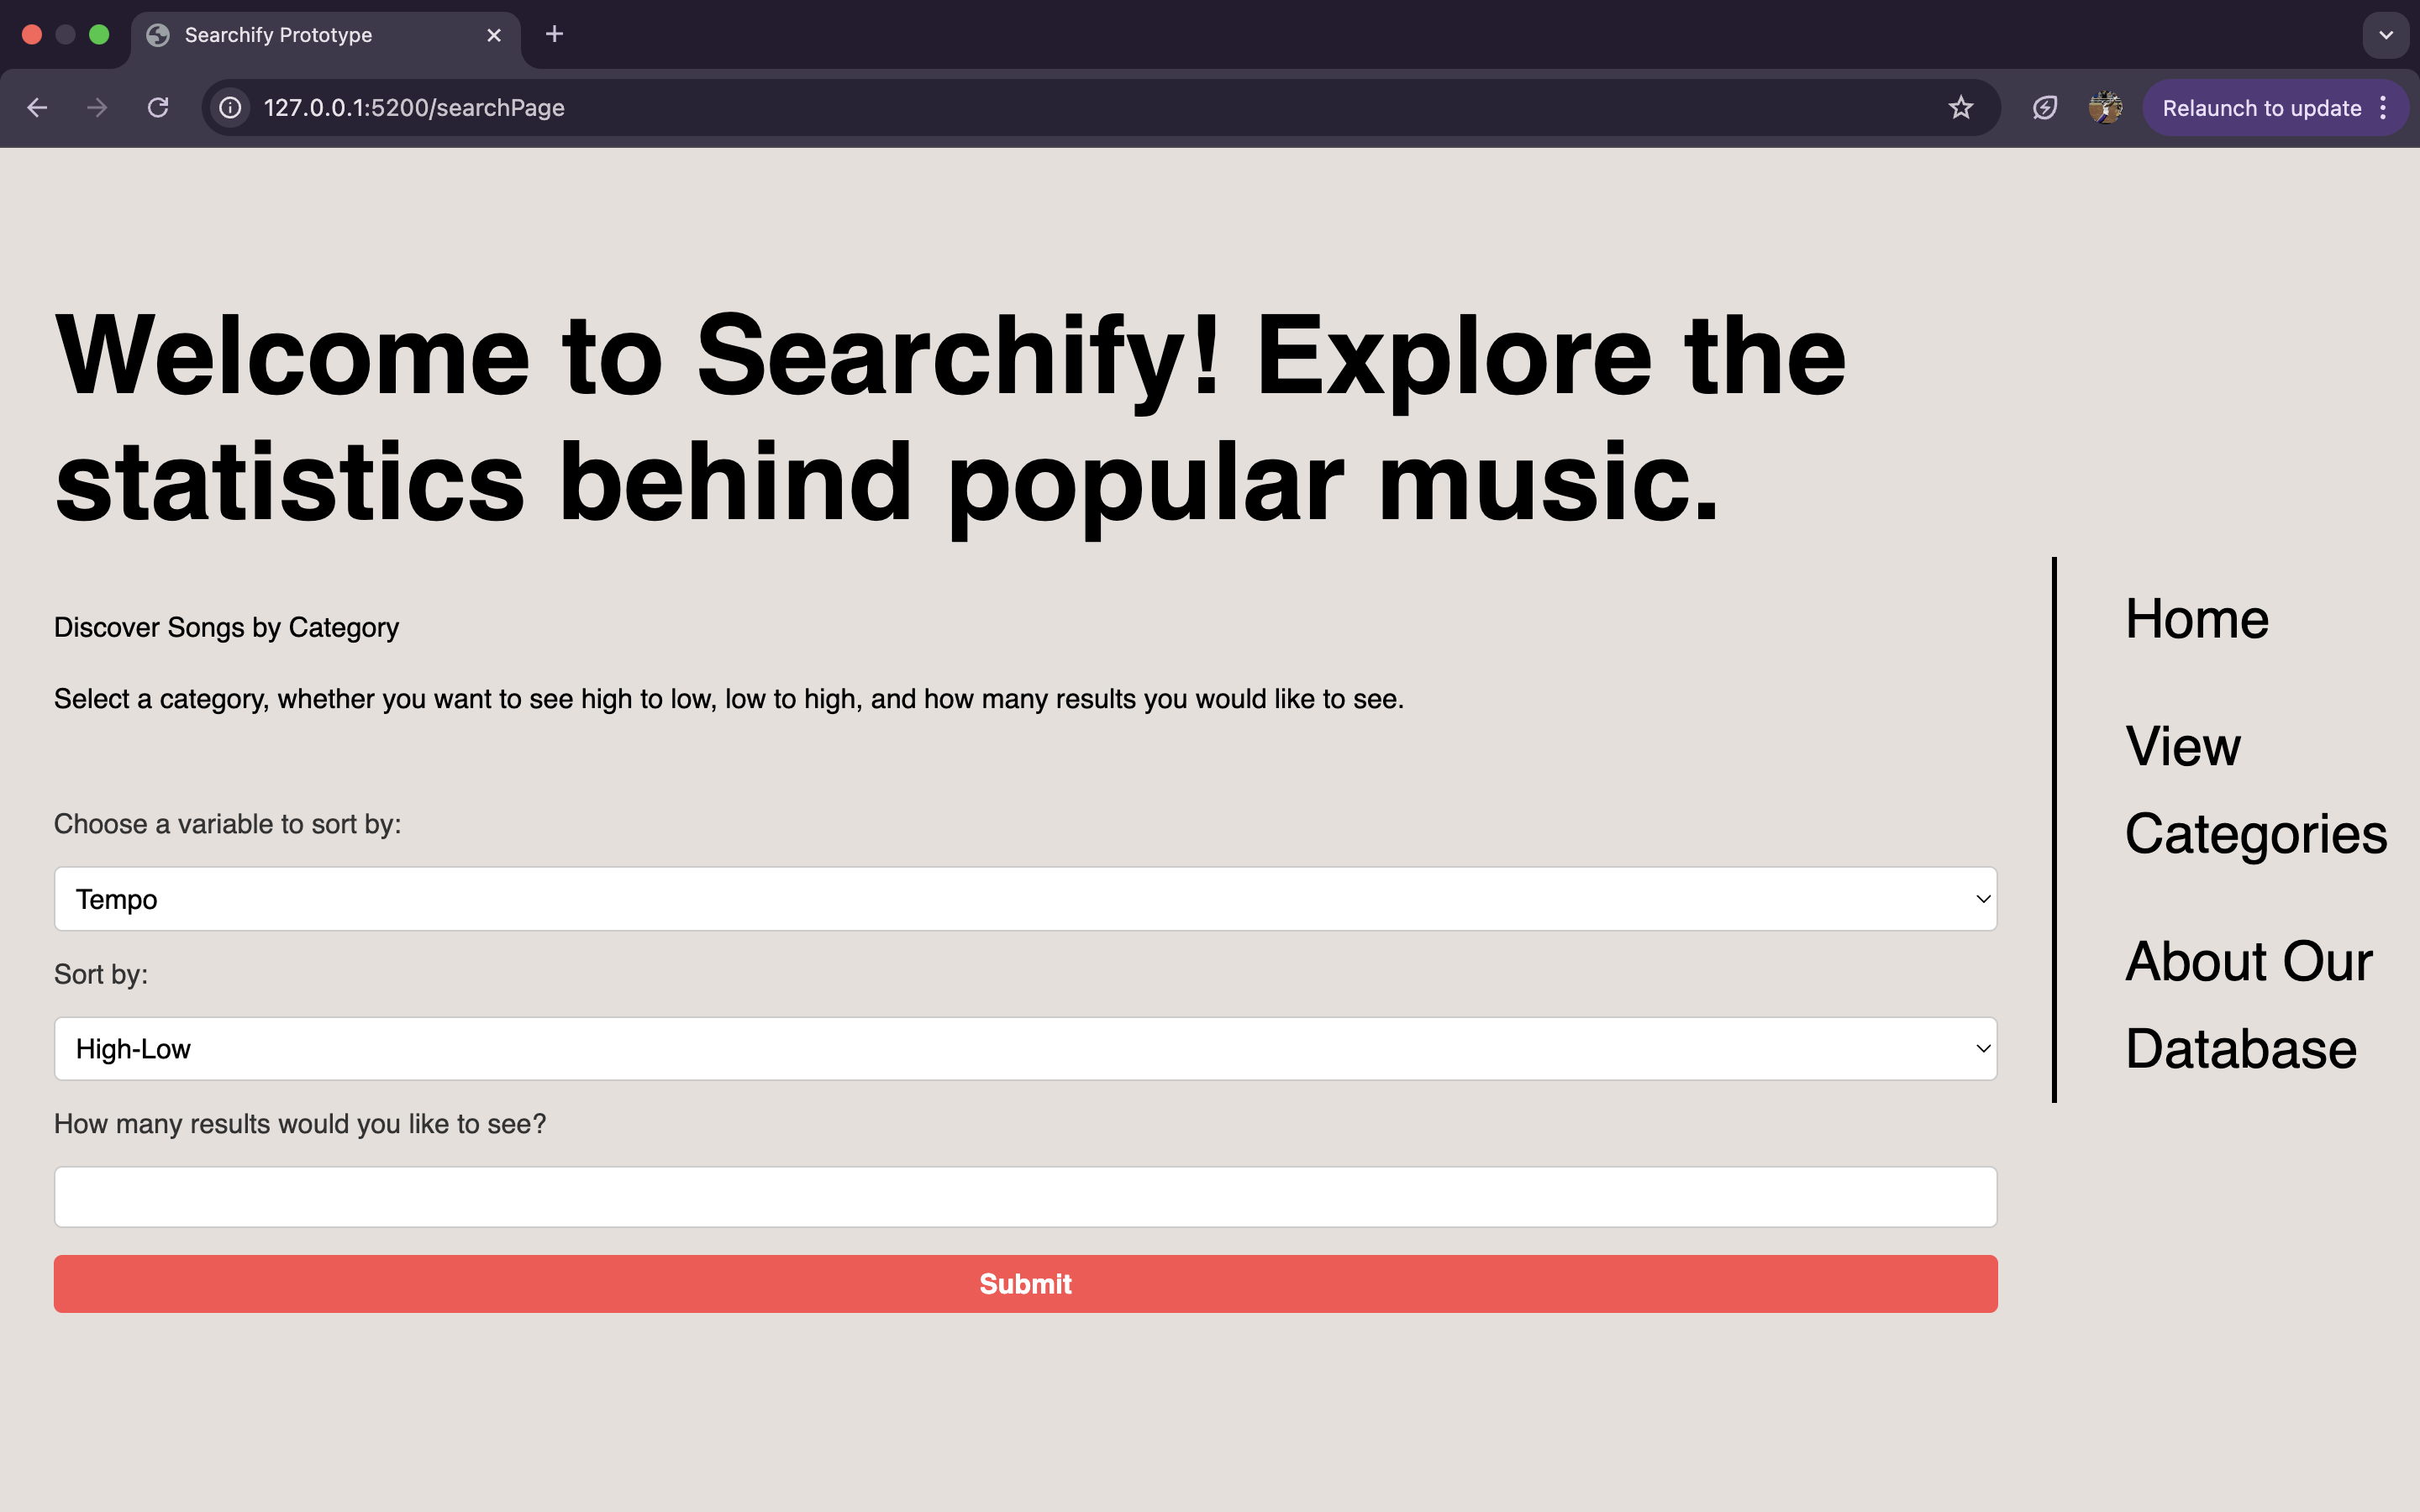 Searchify Prototype
127.0.0.1:5200/searchPage
Relaunch to update
Welcome to Searchify! Explore the
statistics behind popular music.
Discover Songs by Category
Select a category, whether you want to see high to low, low to high, and how many results you would like to see.
Choose a variable to sort by:
Tempo
Sort by:
High-Low
How many results would you like to see?
Submit
Home
View
Categories
About Our
Database